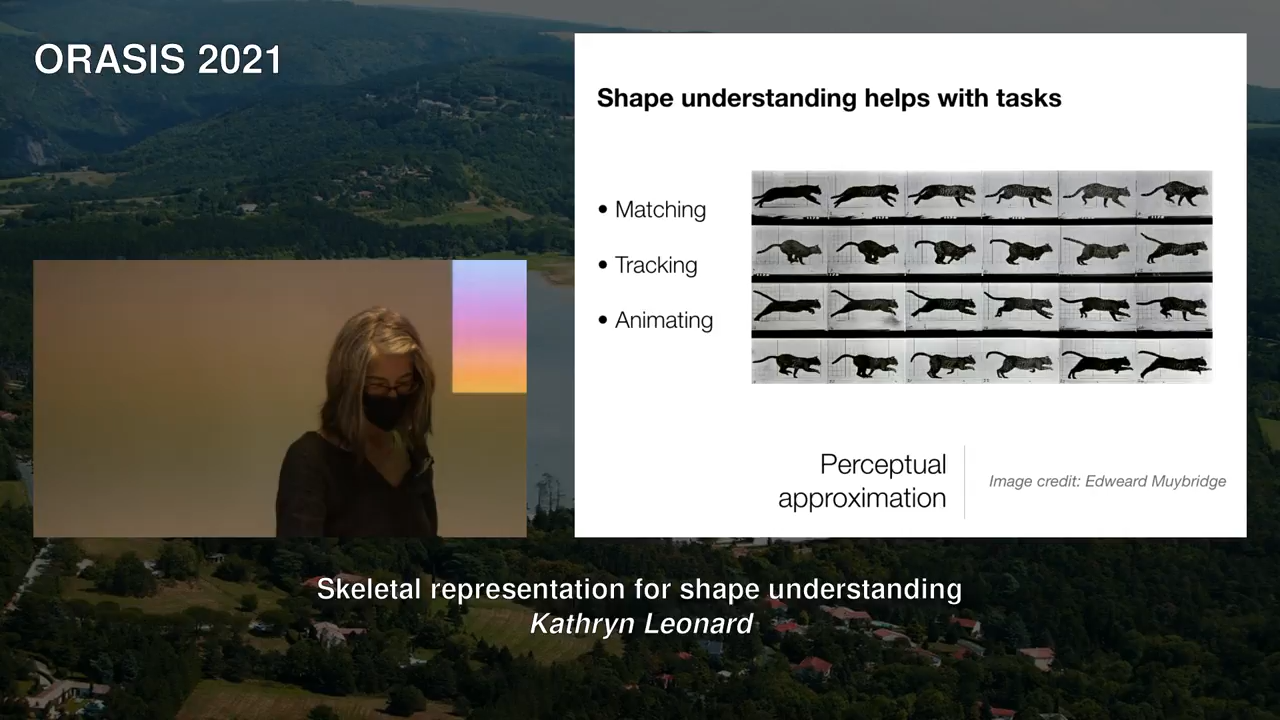 ORASIS 2021
Shape understanding helps with tasks
• Matching
• Tracking
• Animating
Perceptual
approximation
Image credit: Edweard Muybridge
Skeletal representation for shape understanding
Kathryn Leonard